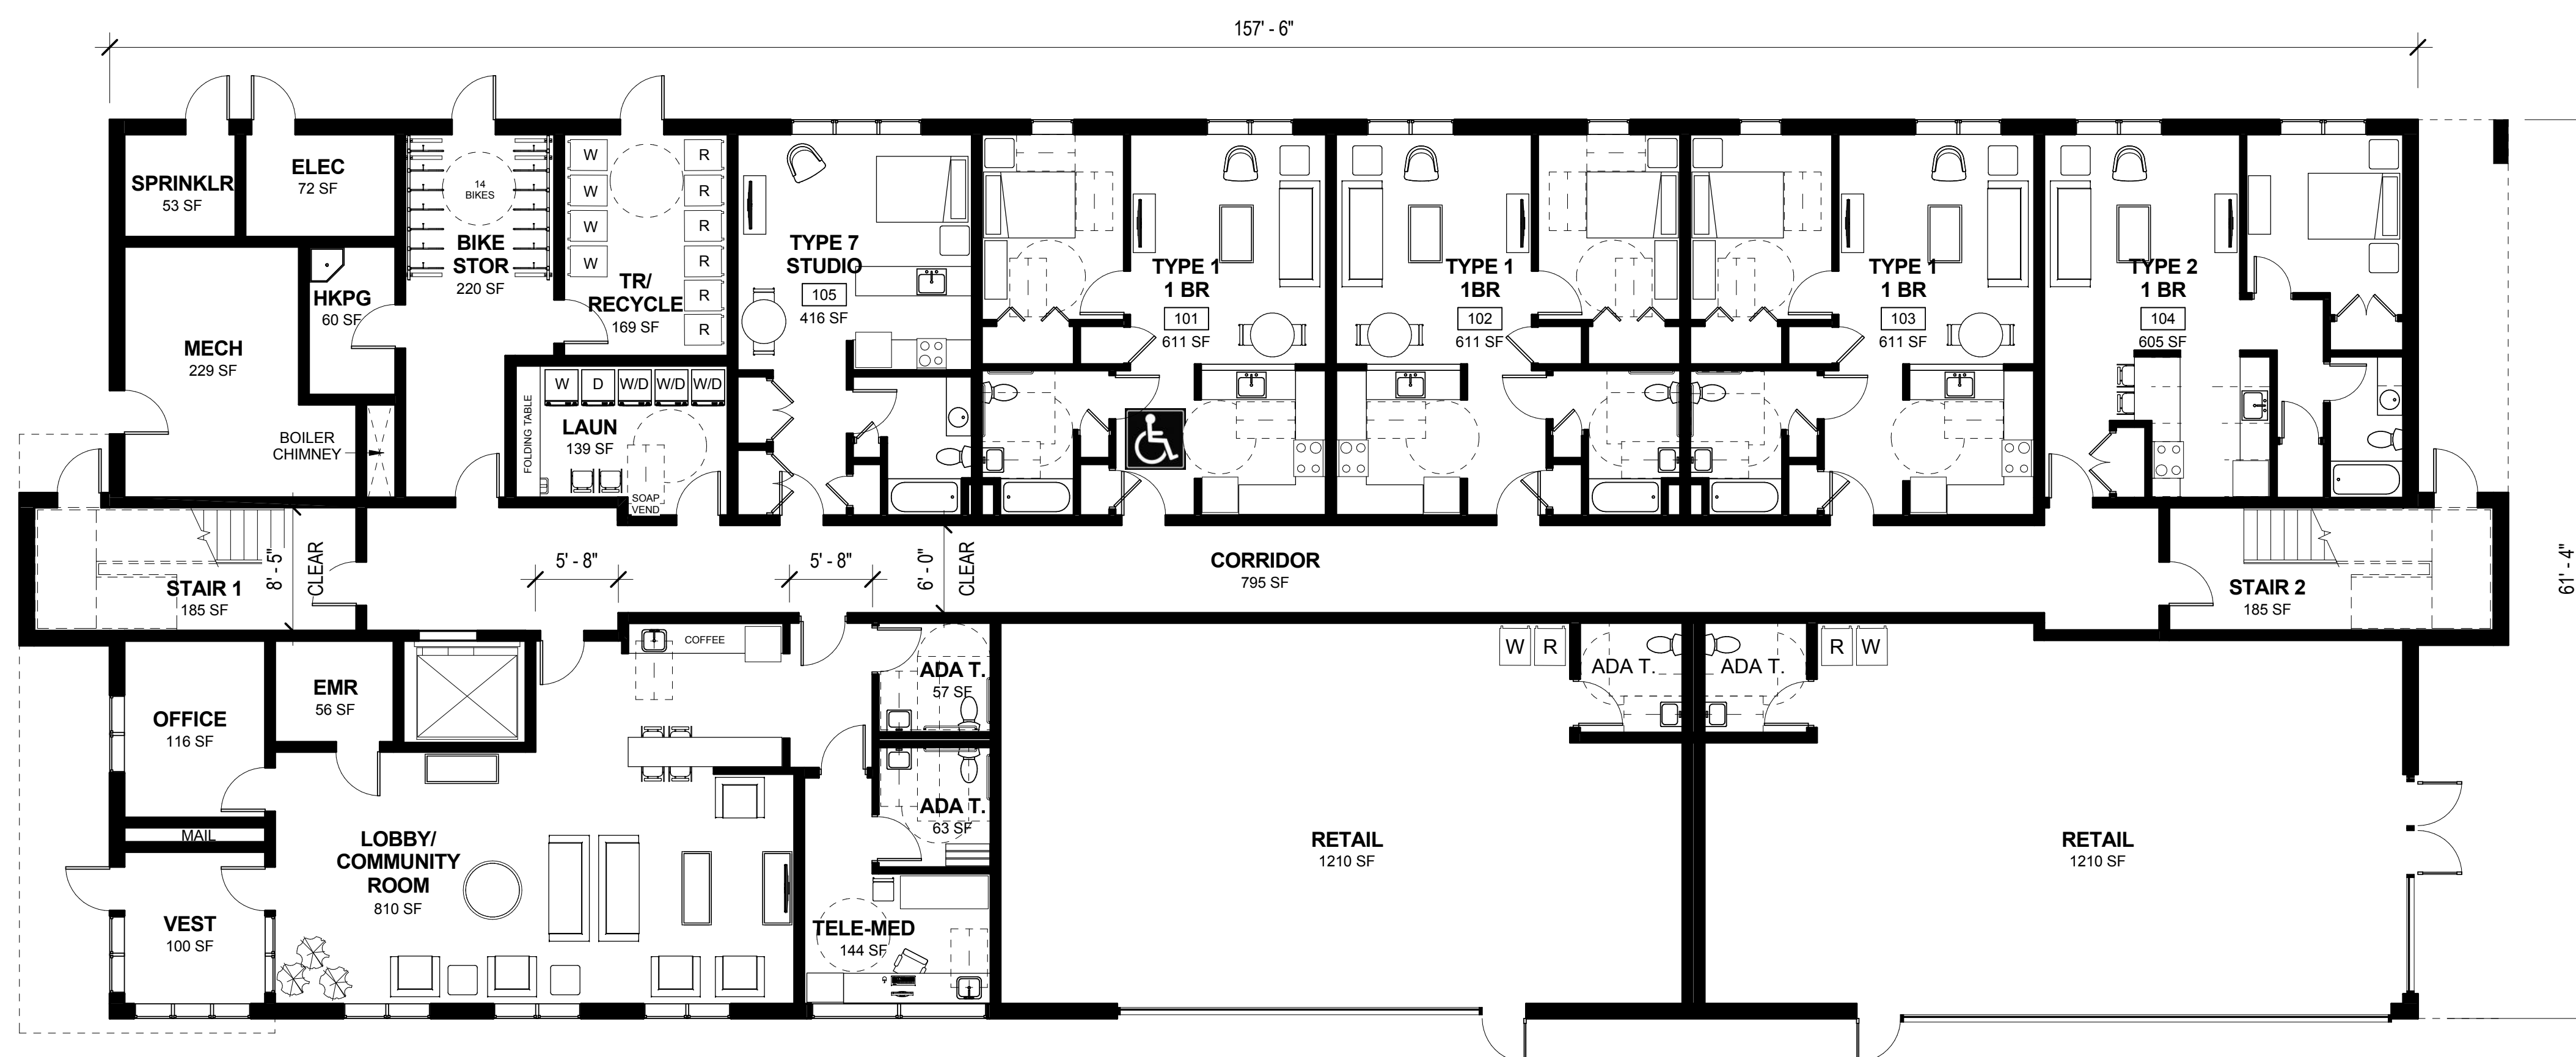 157' - 6"
SPRINKLR
53 SF
ELEC
72 SF
14
BIKES
BIKE
STOR
220 SF
W
W
W
W
R
R
R
R
R
R
TR/
RECYCLE
169 SF
TYPE 7
STUDIO
105
416 SF
TYPE 1
1 BR
101
611 SF
TYPE 1
1BR
102
611 SF
TYPE 1
1 BR
103
611 SF
TYPE 2
1 BR
104
605 SF
HKPG
60 SF
MECH
229 SF
BOILER
CHIMNEY
W
D
W/D
W/D
W/D
FOLDING TABLE
LAUN
139 SF
SOAP
VEND
STAIR 1
185 SF
8' - 5"
CLEAR
5' - 8"
5' - 8"
6' - 0"
CLEAR
CORRIDOR
795 SF
STAIR 2
185 SF
61' - 4"
OFFICE
116 SF
EMR
56 SF
COFFEE
ADA T.
57 SF
ADA T.
63 SF
W
R
ADA T.
ADA T.
R
W
MAIL
LOBBY/
COMMUNITY
ROOM
810 SF
VEST
100 SF
TELE-MED
144 SF
RETAIL
1210 SF
RETAIL
1210 SF